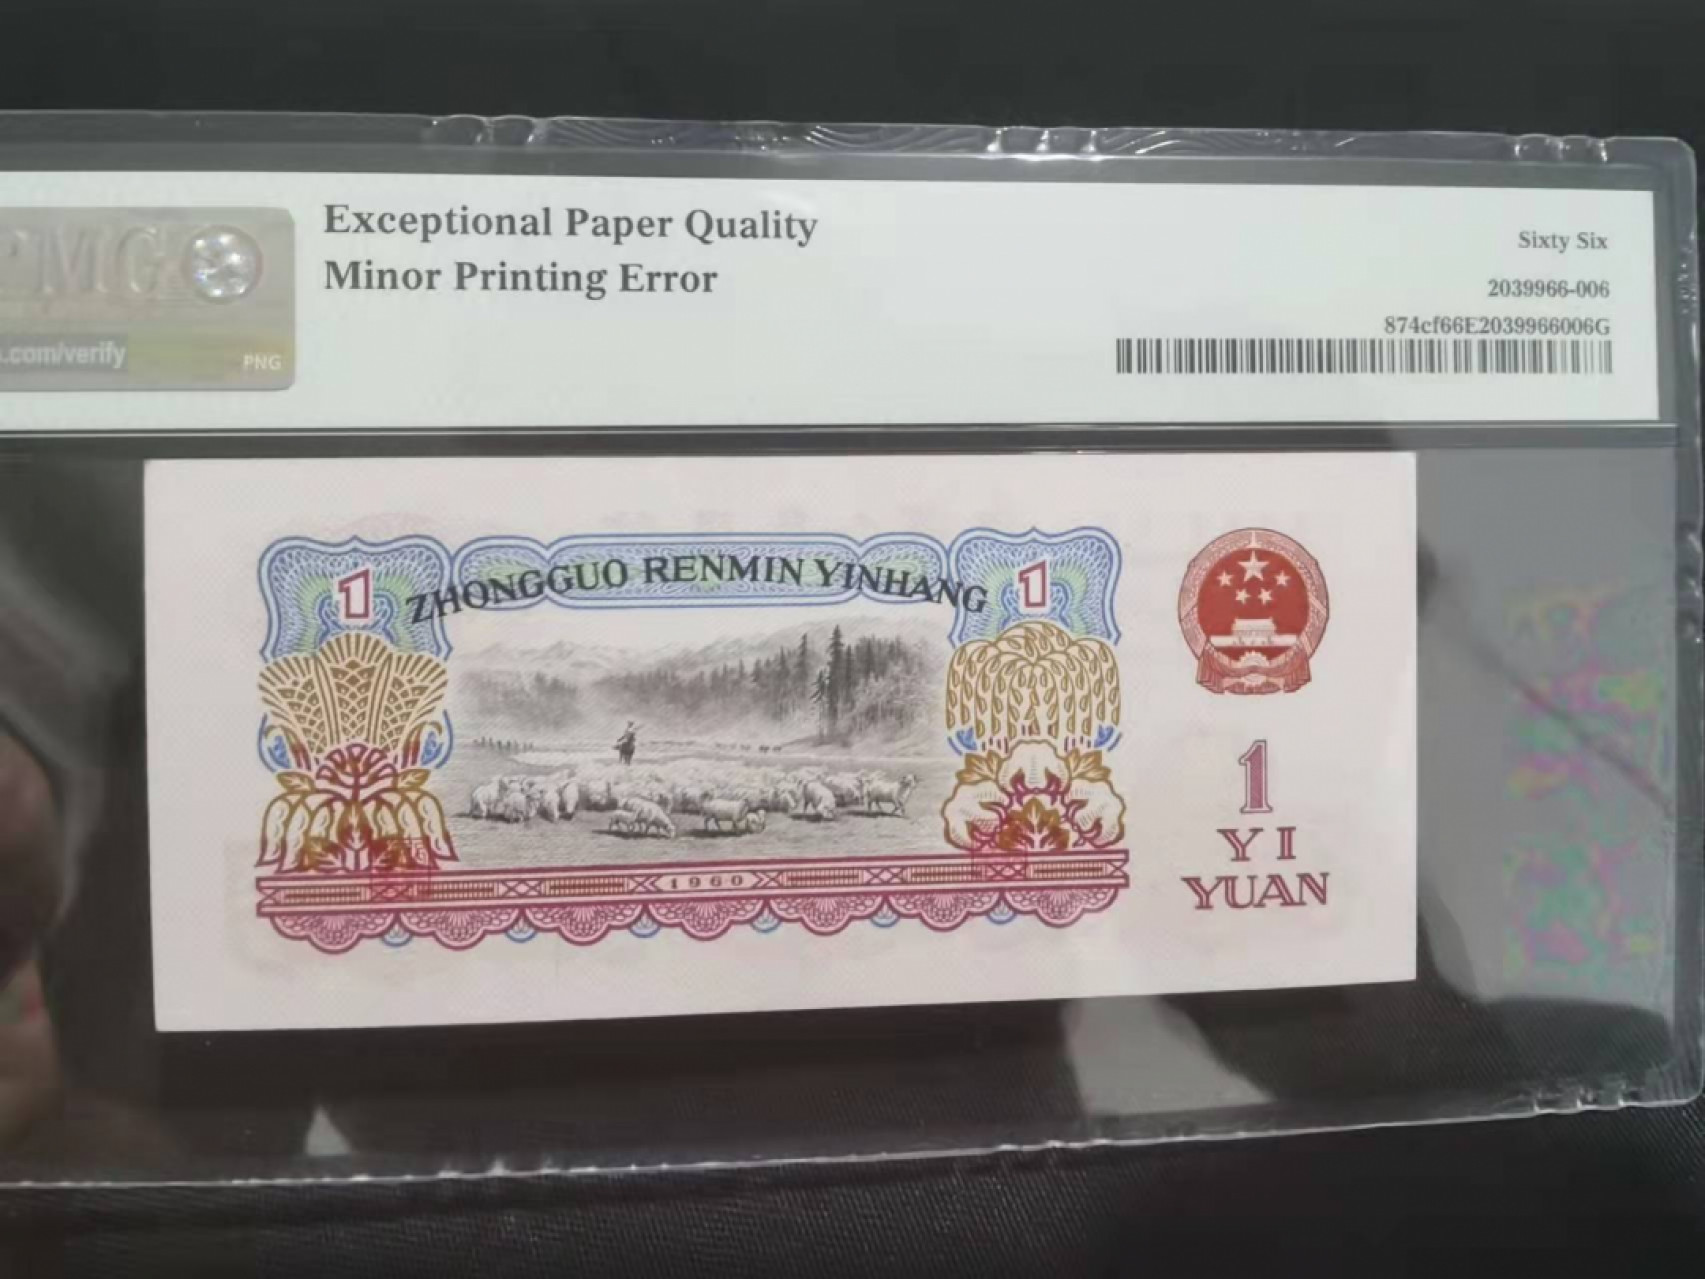 PMG
.com/verify
PNG
Exceptional Paper Quality
Minor Printing Error
Sixty Six
2039966-006
874cf66E2039966006G
1
ZHONGGUO RENMIN YINHANG
1
1960
1
YI
YUAN